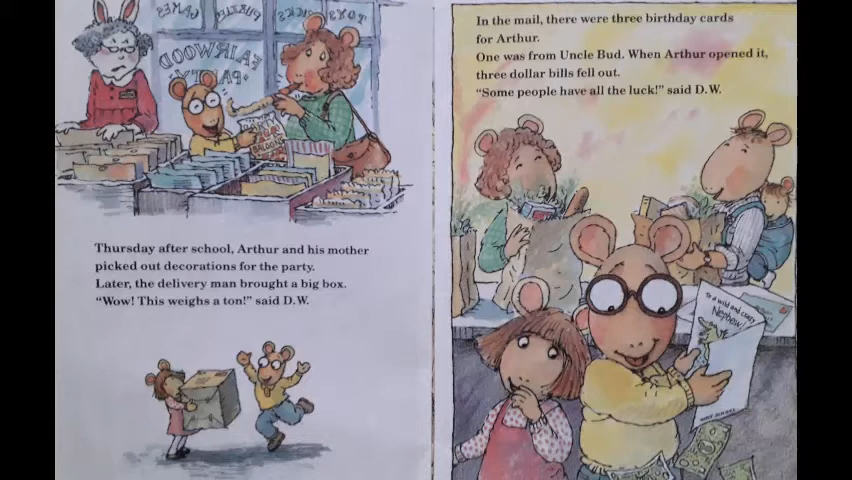 TOYS
PUZZLES
GAMES
FAIRWOOD
PARTY
BALLOONS
Thursday after school, Arthur and his mother
picked out decorations for the party.
Later, the delivery man brought a big box.
“Wow! This weighs a ton!” said D.W.
In the mail, there were three birthday cards
for Arthur.
One was from Uncle Bud. When Arthur opened it,
three dollar bills fell out.
“Some people have all the luck!” said D.W.
To a wild and crazy
Nephew!